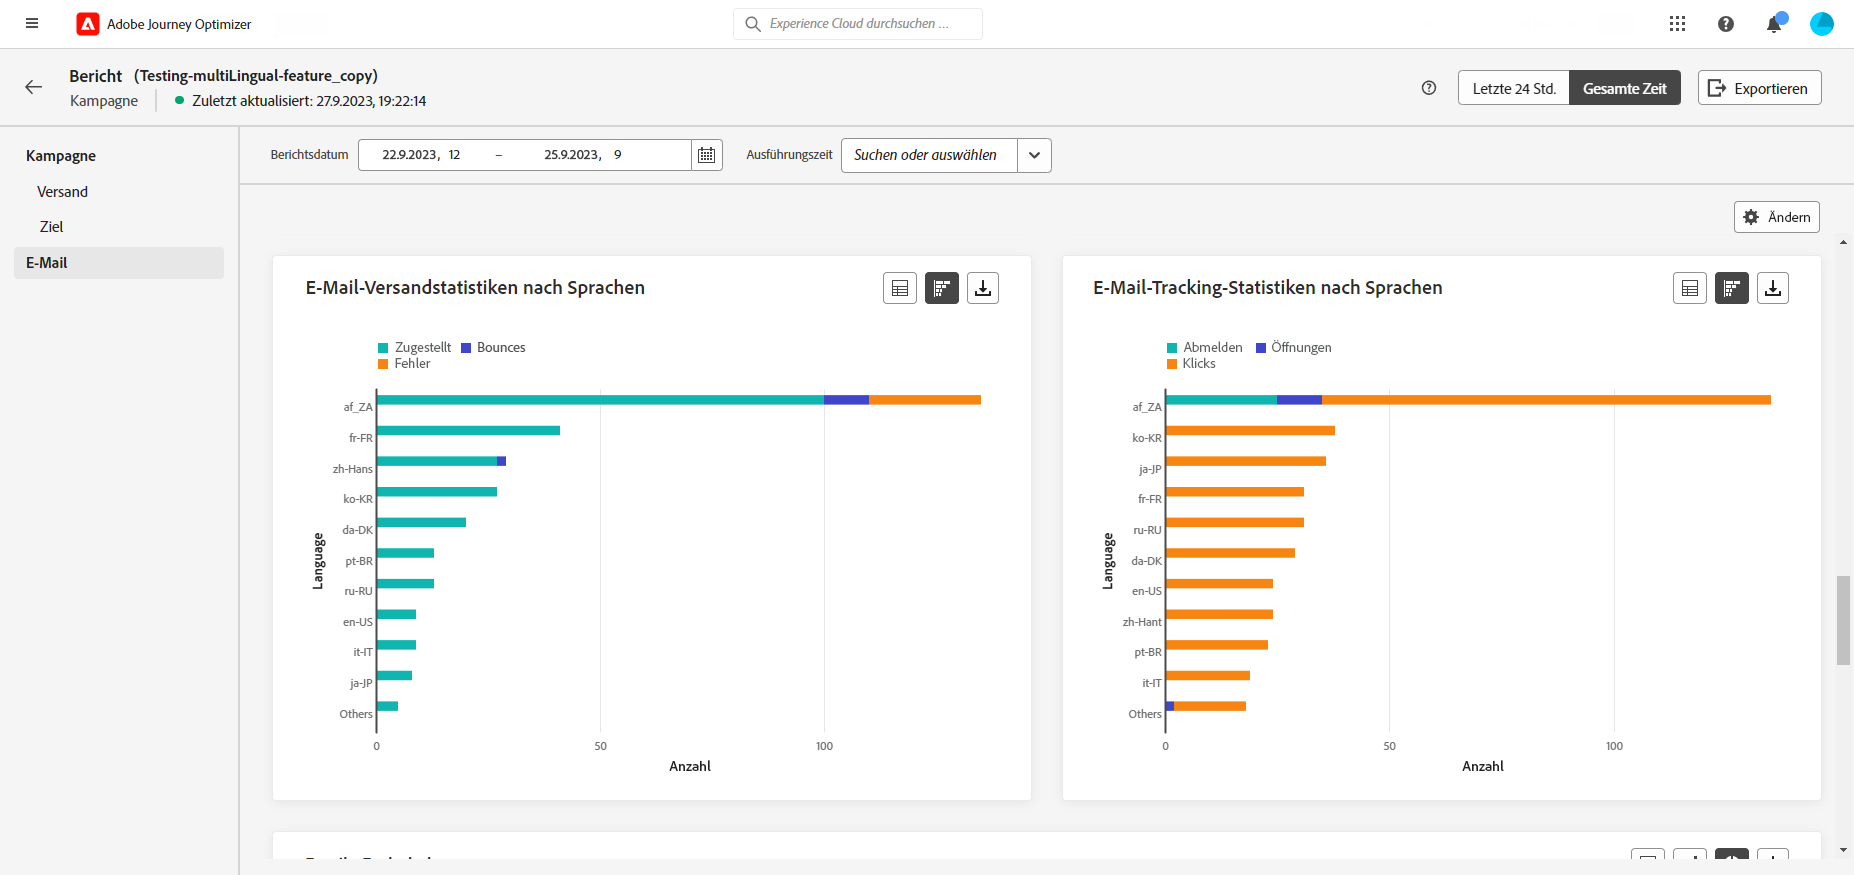 Adobe Journey Optimizer
Experience Cloud durchsuchen ...
Bericht (Testing-multiLingual-feature_copy)
Kampagne
Zuletzt aktualisiert: 27.9.2023, 19:22:14
Letzte 24 Std.
Gesamte Zeit
Exportieren
Kampagne
Versand
Ziel
E-Mail
Berichtsdatum
22.9.2023, 12 – 25.9.2023, 9
Ausführungszeit
Suchen oder auswählen
Ändern
E-Mail-Versandstatistiken nach Sprachen
Zugestellt Bounces
Fehler
af_ZA
fr-FR
zh-Hans
ko-KR
da-DK
pt-BR
ru-RU
en-US
it-IT
ja-JP
Others
Language
0 50 100
Anzahl
E-Mail-Tracking-Statistiken nach Sprachen
Abmelden Öffnungen
Klicks
af_ZA
ko-KR
ja-JP
fr-FR
ru-RU
da-DK
en-US
zh-Hant
pt-BR
it-IT
Others
Language
0 50 100
Anzahl